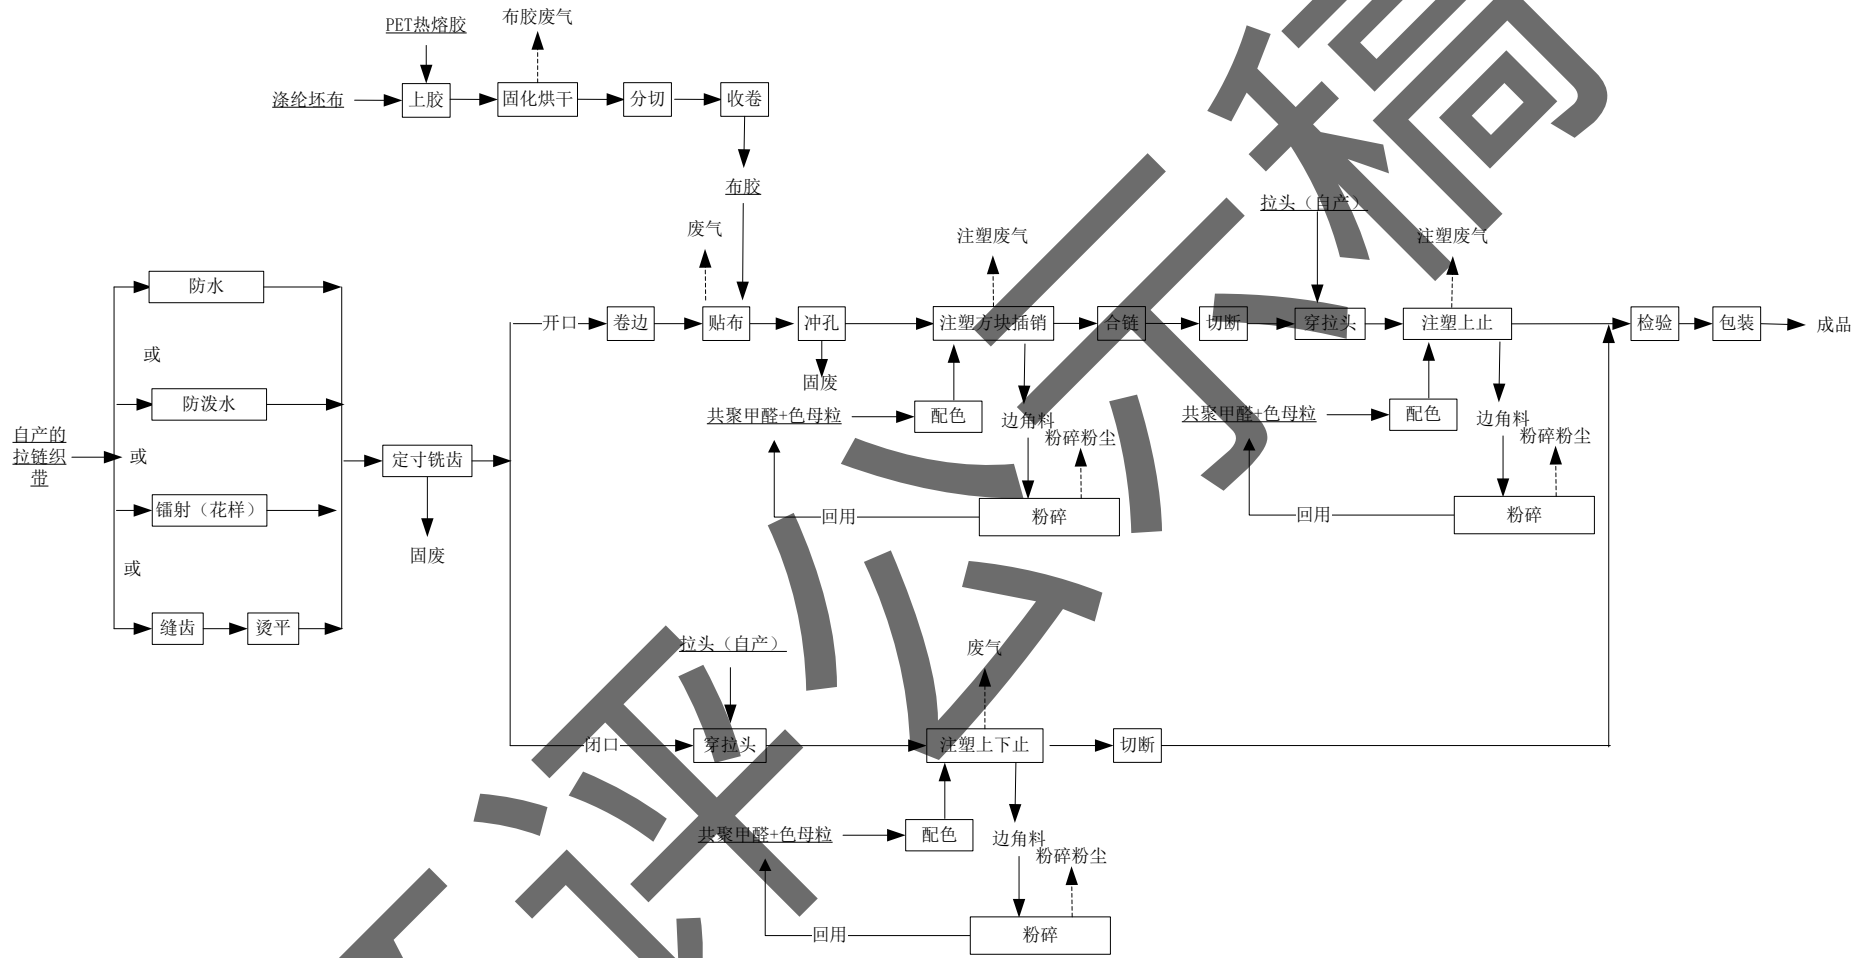 PET热熔胶
布胶废气
涤纶坯布
上胶
固化烘干
分切
收卷
布胶
拉头（自产）
废气
注塑废气
注塑废气
防水
开口
卷边
贴布
冲孔
注塑方块插销
合链
切断
穿拉头
注塑上止
检验
包装
成品
或
固废
防泼水
共聚甲醛+色母粒
配色
边角料
共聚甲醛+色母粒
配色
边角料
粉碎粉尘
粉碎粉尘
自产的
拉链织
带
或
定寸铣齿
镭射（花样）
回用
粉碎
回用
粉碎
固废
或
缝齿
烫平
拉头（自产）
废气
闭口
穿拉头
注塑上下止
切断
共聚甲醛+色母粒
配色
边角料
粉碎粉尘
回用
粉碎